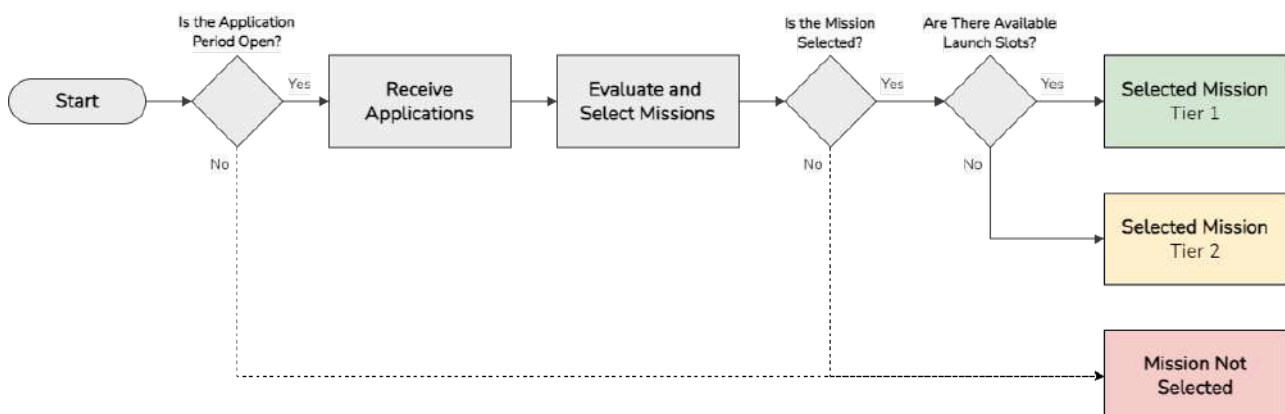 Is the Application
Period Open?
Is the Mission
Selected?
Are There Available
Launch Slots?
Start
Yes
Receive
Applications
Evaluate and
Select Missions
Yes
Yes
Selected Mission
Tier 1
No
No
No
Selected Mission
Tier 2
Mission Not
Selected